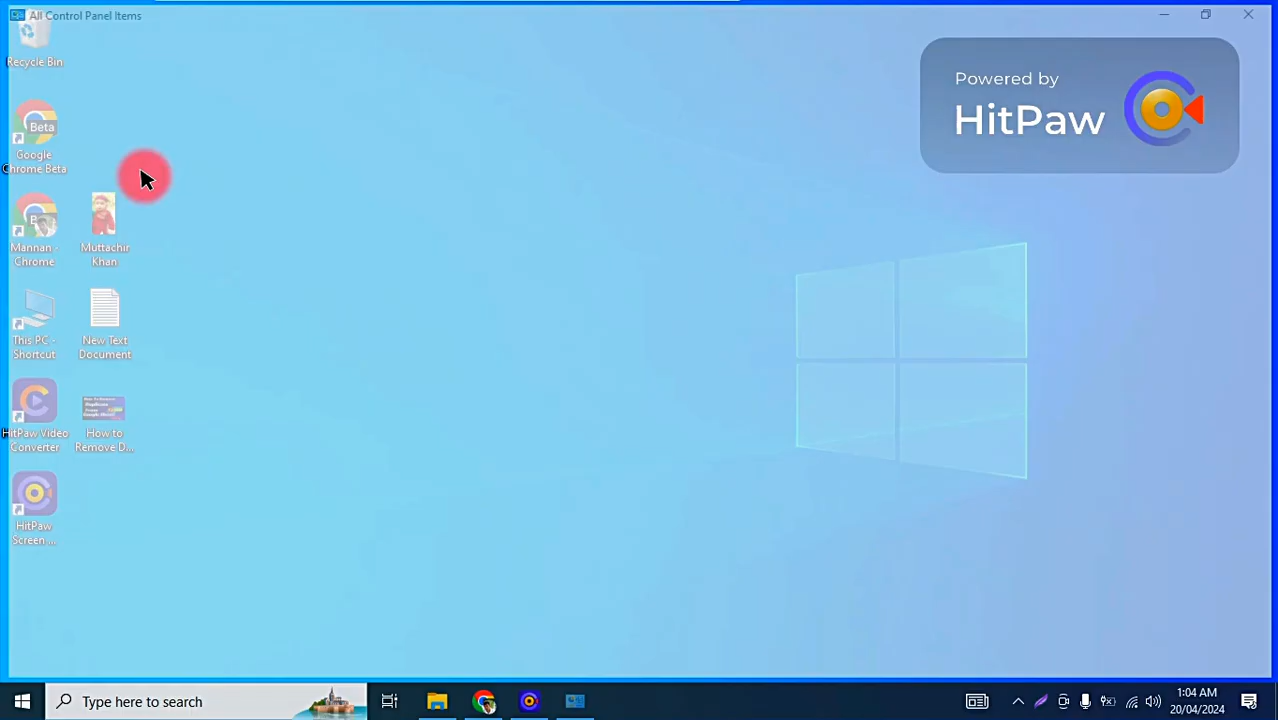 All Control Panel Items
Recycle Bin
Powered by
HitPaw
Beta
Google
Chrome Beta
Mannan -
Chrome
Muttachir
Khan
This PC -
Shortcut
New Text
Document
HitPaw Video
Converter
How to
Remove D...
HitPaw
Screen ...
Type here to search
1:04 AM
20/04/2024